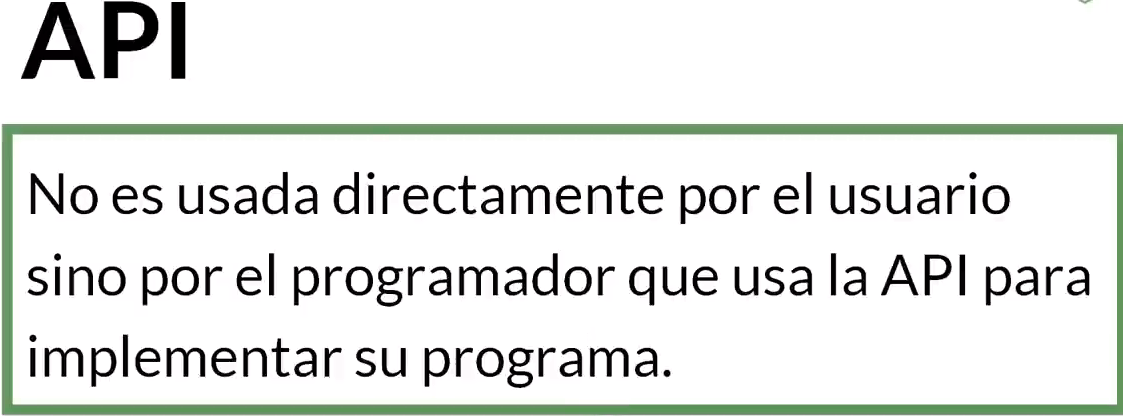 API
No es usada directamente por el usuario
sino por el programador que usa la API para
implementar su programa.